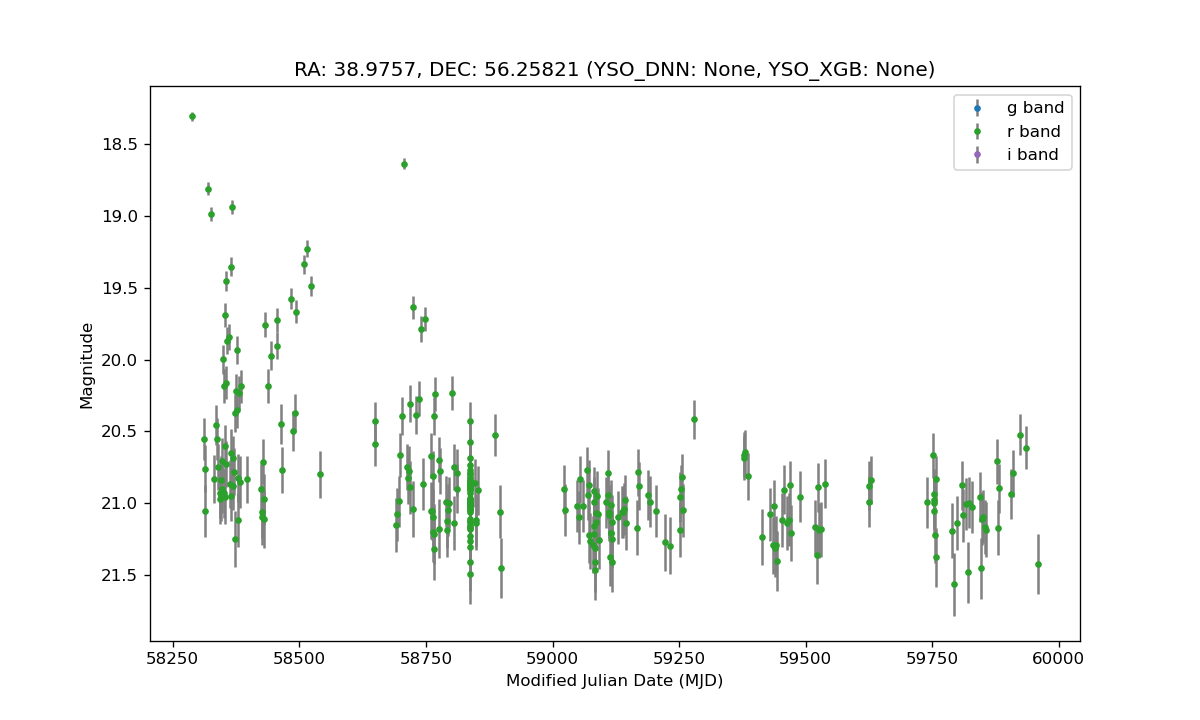 RA: 38.9757, DEC: 56.25821 (YSO_DNN: None, YSO_XGB: None)
g band
r band
i band
18.5
19.0
19.5
20.0
20.5
21.0
21.5
Magnitude
58250 58500 58750 59000 59250 59500 59750 60000
Modified Julian Date (MJD)